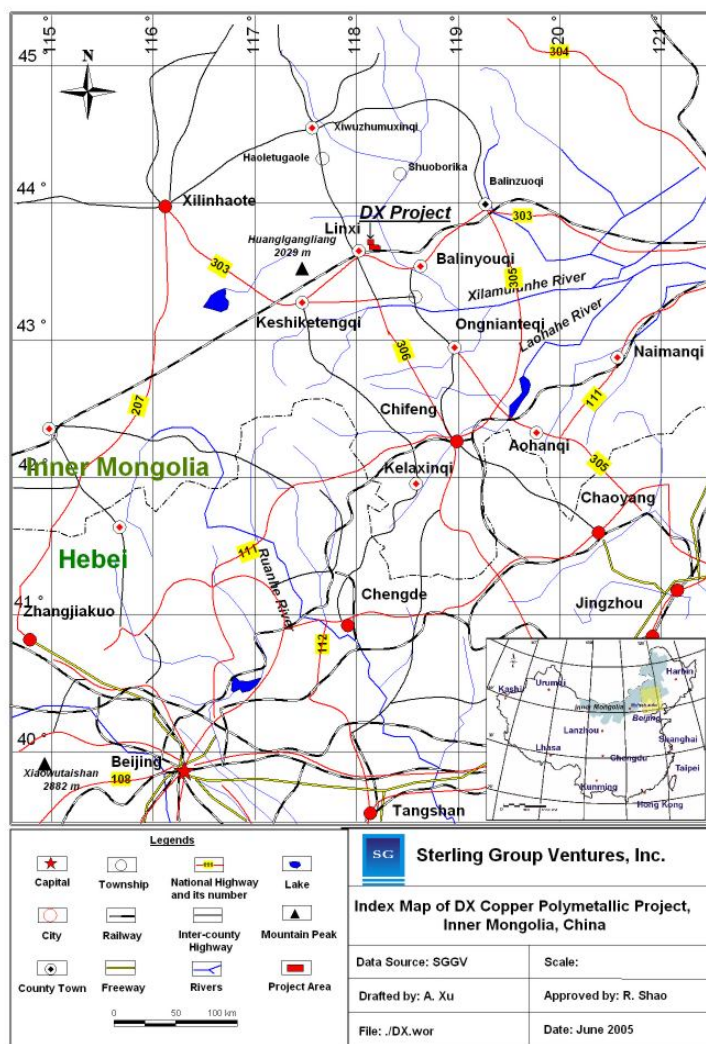 115°
116°
117°
118°
119°
120°
121°
45°
304
N
Xiwuzhumuxinqi
Haoletugaole
Shuoborika
44°
Balinzuoqi
Xilinhaote
DX Project
303
Linxi
Huanglgangliang
2029 m
303
Balinyouqi
305
Xilamulunhe River
43°
Keshiketengqi
Ongnianteqi
Laohahe River
306
Naimanqi
207
111
Chifeng
Aohanqi
42°
Inner Mongolia
Kelaxinqi
305
Chaoyang
111
Hebei
Ruanhe River
Chengde
41°
Zhangjiakuo
Jingzhou
112
40°
Beijing
Xiaowutaishan
2882 m
108
Tangshan
Kashi
Urumqi
Harbin
Inner Mongolia
Beijing
Lanzhou
Shanghai
Lhasa
Chengdu
Taipei
Kunming
Hong Kong
Legends
Capital
Township
National Highway
and its number
Lake
City
Railway
Inter-county
Highway
Mountain Peak
County Town
Freeway
Rivers
Project Area
0 50 100 km
SG
Sterling Group Ventures, Inc.
Index Map of DX Copper Polymetallic Project,
Inner Mongolia, China
Data Source: SGGV
Scale:
Drafted by: A. Xu
Approved by: R. Shao
File: ./DX.wor
Date: June 2005